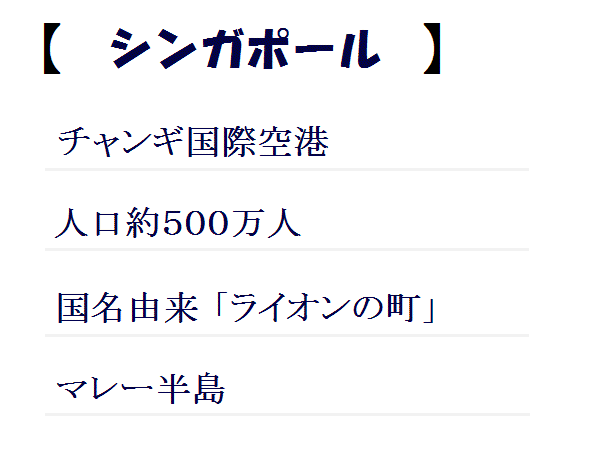 【 シンガポール 】
チャンギ国際空港
人口約500万人
国名由来「ライオンの町」
マレー半島